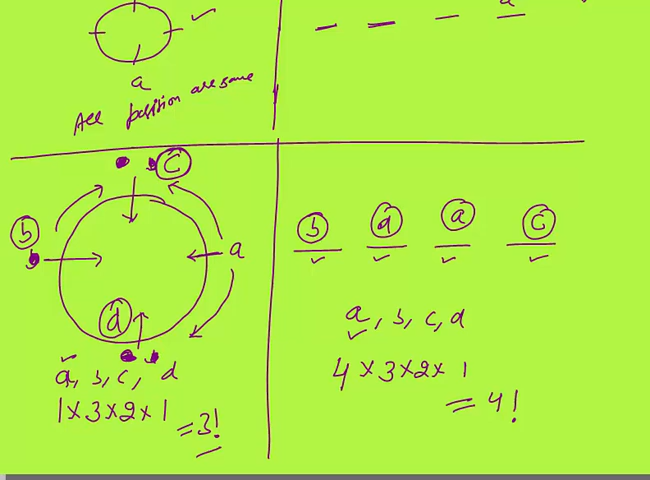 a
a
All position are same
C
b
a
b d a C
d
a, b, c, d
a, b, c, d
4 × 3 × 2 × 1
1 × 3 × 2 × 1
= 4!
= 3!